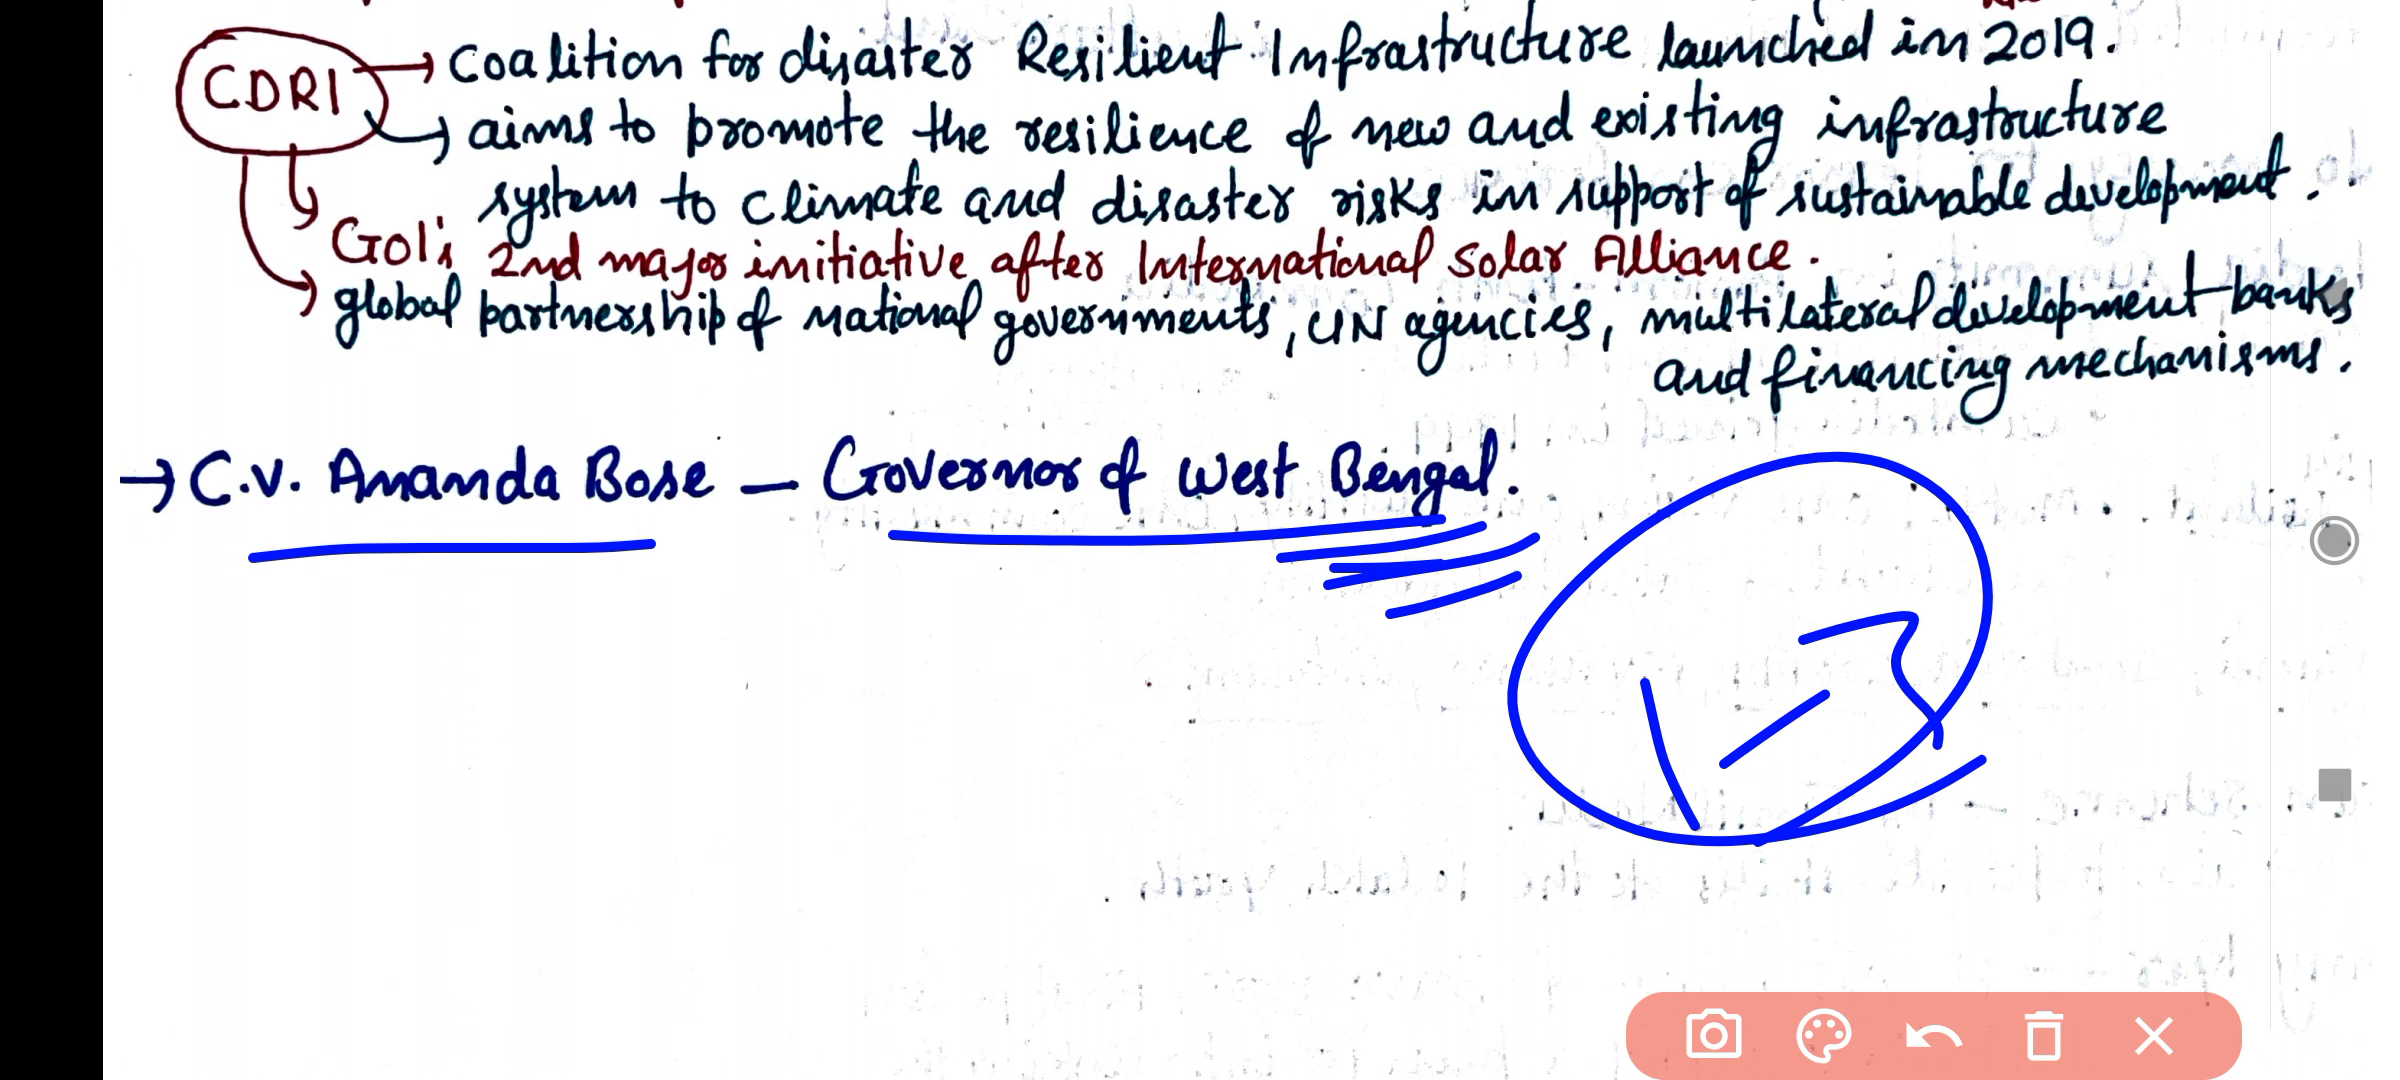 CDRI → Coalition for disaster Resilient Infrastructure launched in 2019.
→ aims to promote the resilience of new and existing infrastructure
system to climate and disaster risks in support of sustainable development.
→ GoI's 2nd major initiative after International Solar Alliance.
→ global partnership of national governments, UN agencies, multilateral development banks
and financing mechanisms.
→ C.V. Ananda Bose – Governor of West Bengal.